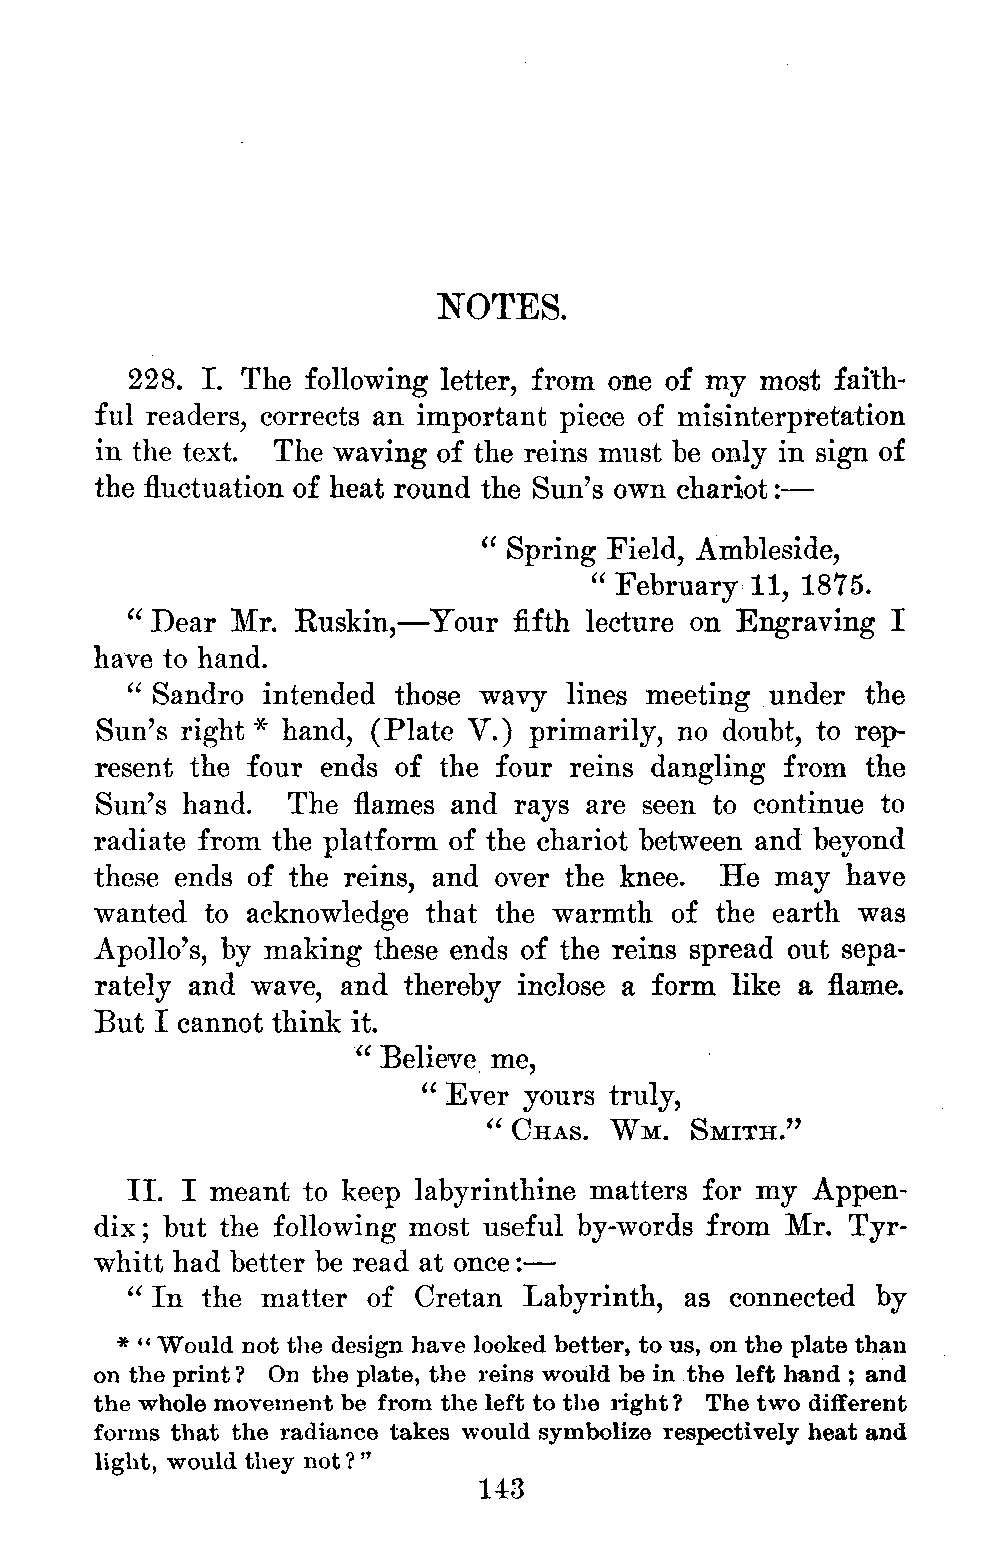 NOTES.
228. I. The following letter, from one of my most faith-
ful readers, corrects an important piece of misinterpretation
in the text. The waving of the reins must be only in sign of
the fluctuation of heat round the Sun's own chariot:—
“ Spring Field, Ambleside,
“ February 11, 1875.
“ Dear Mr. Ruskin,—Your fifth lecture on Engraving I
have to hand.
“ Sandro intended those wavy lines meeting under the
Sun's right * hand, (Plate V.) primarily, no doubt, to rep-
resent the four ends of the four reins dangling from the
Sun's hand. The flames and rays are seen to continue to
radiate from the platform of the chariot between and beyond
these ends of the reins, and over the knee. He may have
wanted to acknowledge that the warmth of the earth was
Apollo's, by making these ends of the reins spread out sepa-
rately and wave, and thereby inclose a form like a flame.
But I cannot think it.
“ Believe me,
“ Ever yours truly,
“ CHAS. WM. SMITH.”
II. I meant to keep labyrinthine matters for my Appen-
dix; but the following most useful by-words from Mr. Tyr-
whitt had better be read at once:—
“ In the matter of Cretan Labyrinth, as connected by
* “ Would not the design have looked better, to us, on the plate than
on the print? On the plate, the reins would be in the left hand; and
the whole movement be from the left to the right? The two different
forms that the radiance takes would symbolize respectively heat and
light, would they not?”
143